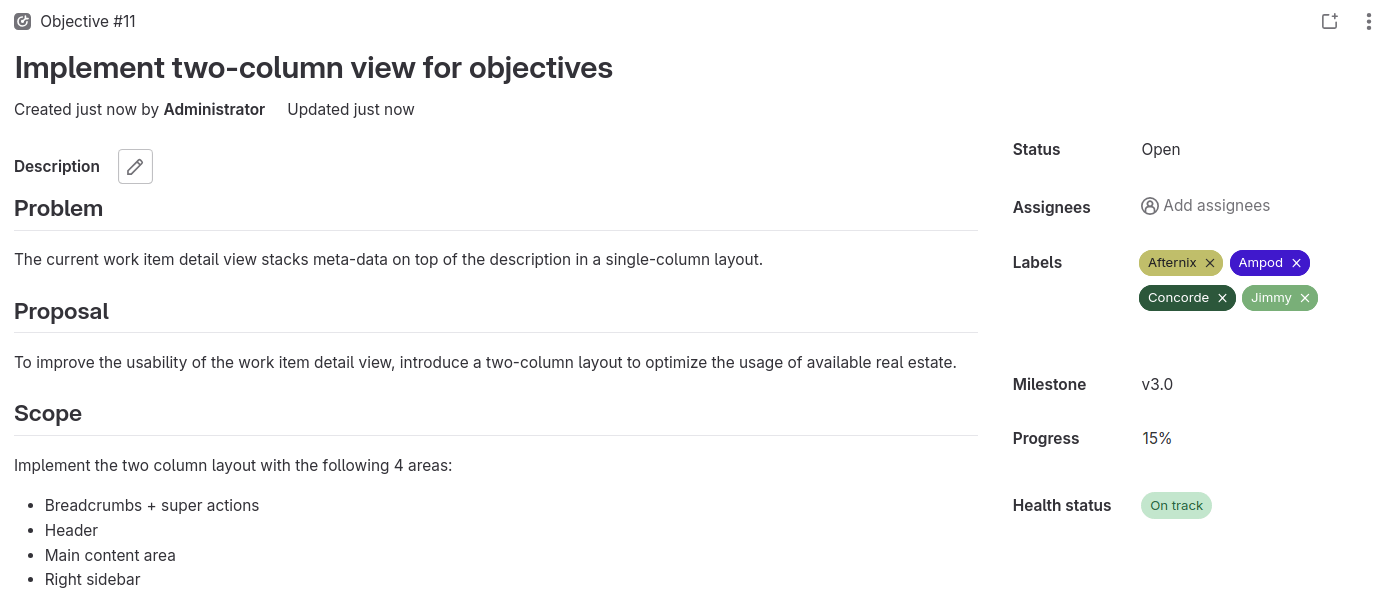 Objective #11
Implement two-column view for objectives
Created just now by Administrator Updated just now
Description
Problem
The current work item detail view stacks meta-data on top of the description in a single-column layout.
Proposal
To improve the usability of the work item detail view, introduce a two-column layout to optimize the usage of available real estate.
Scope
Implement the two column layout with the following 4 areas:
• Breadcrumbs + super actions
• Header
• Main content area
• Right sidebar
Status Open
Assignees Add assignees
Labels Afternix Ampod
Concorde Jimmy
Milestone v3.0
Progress 15%
Health status On track